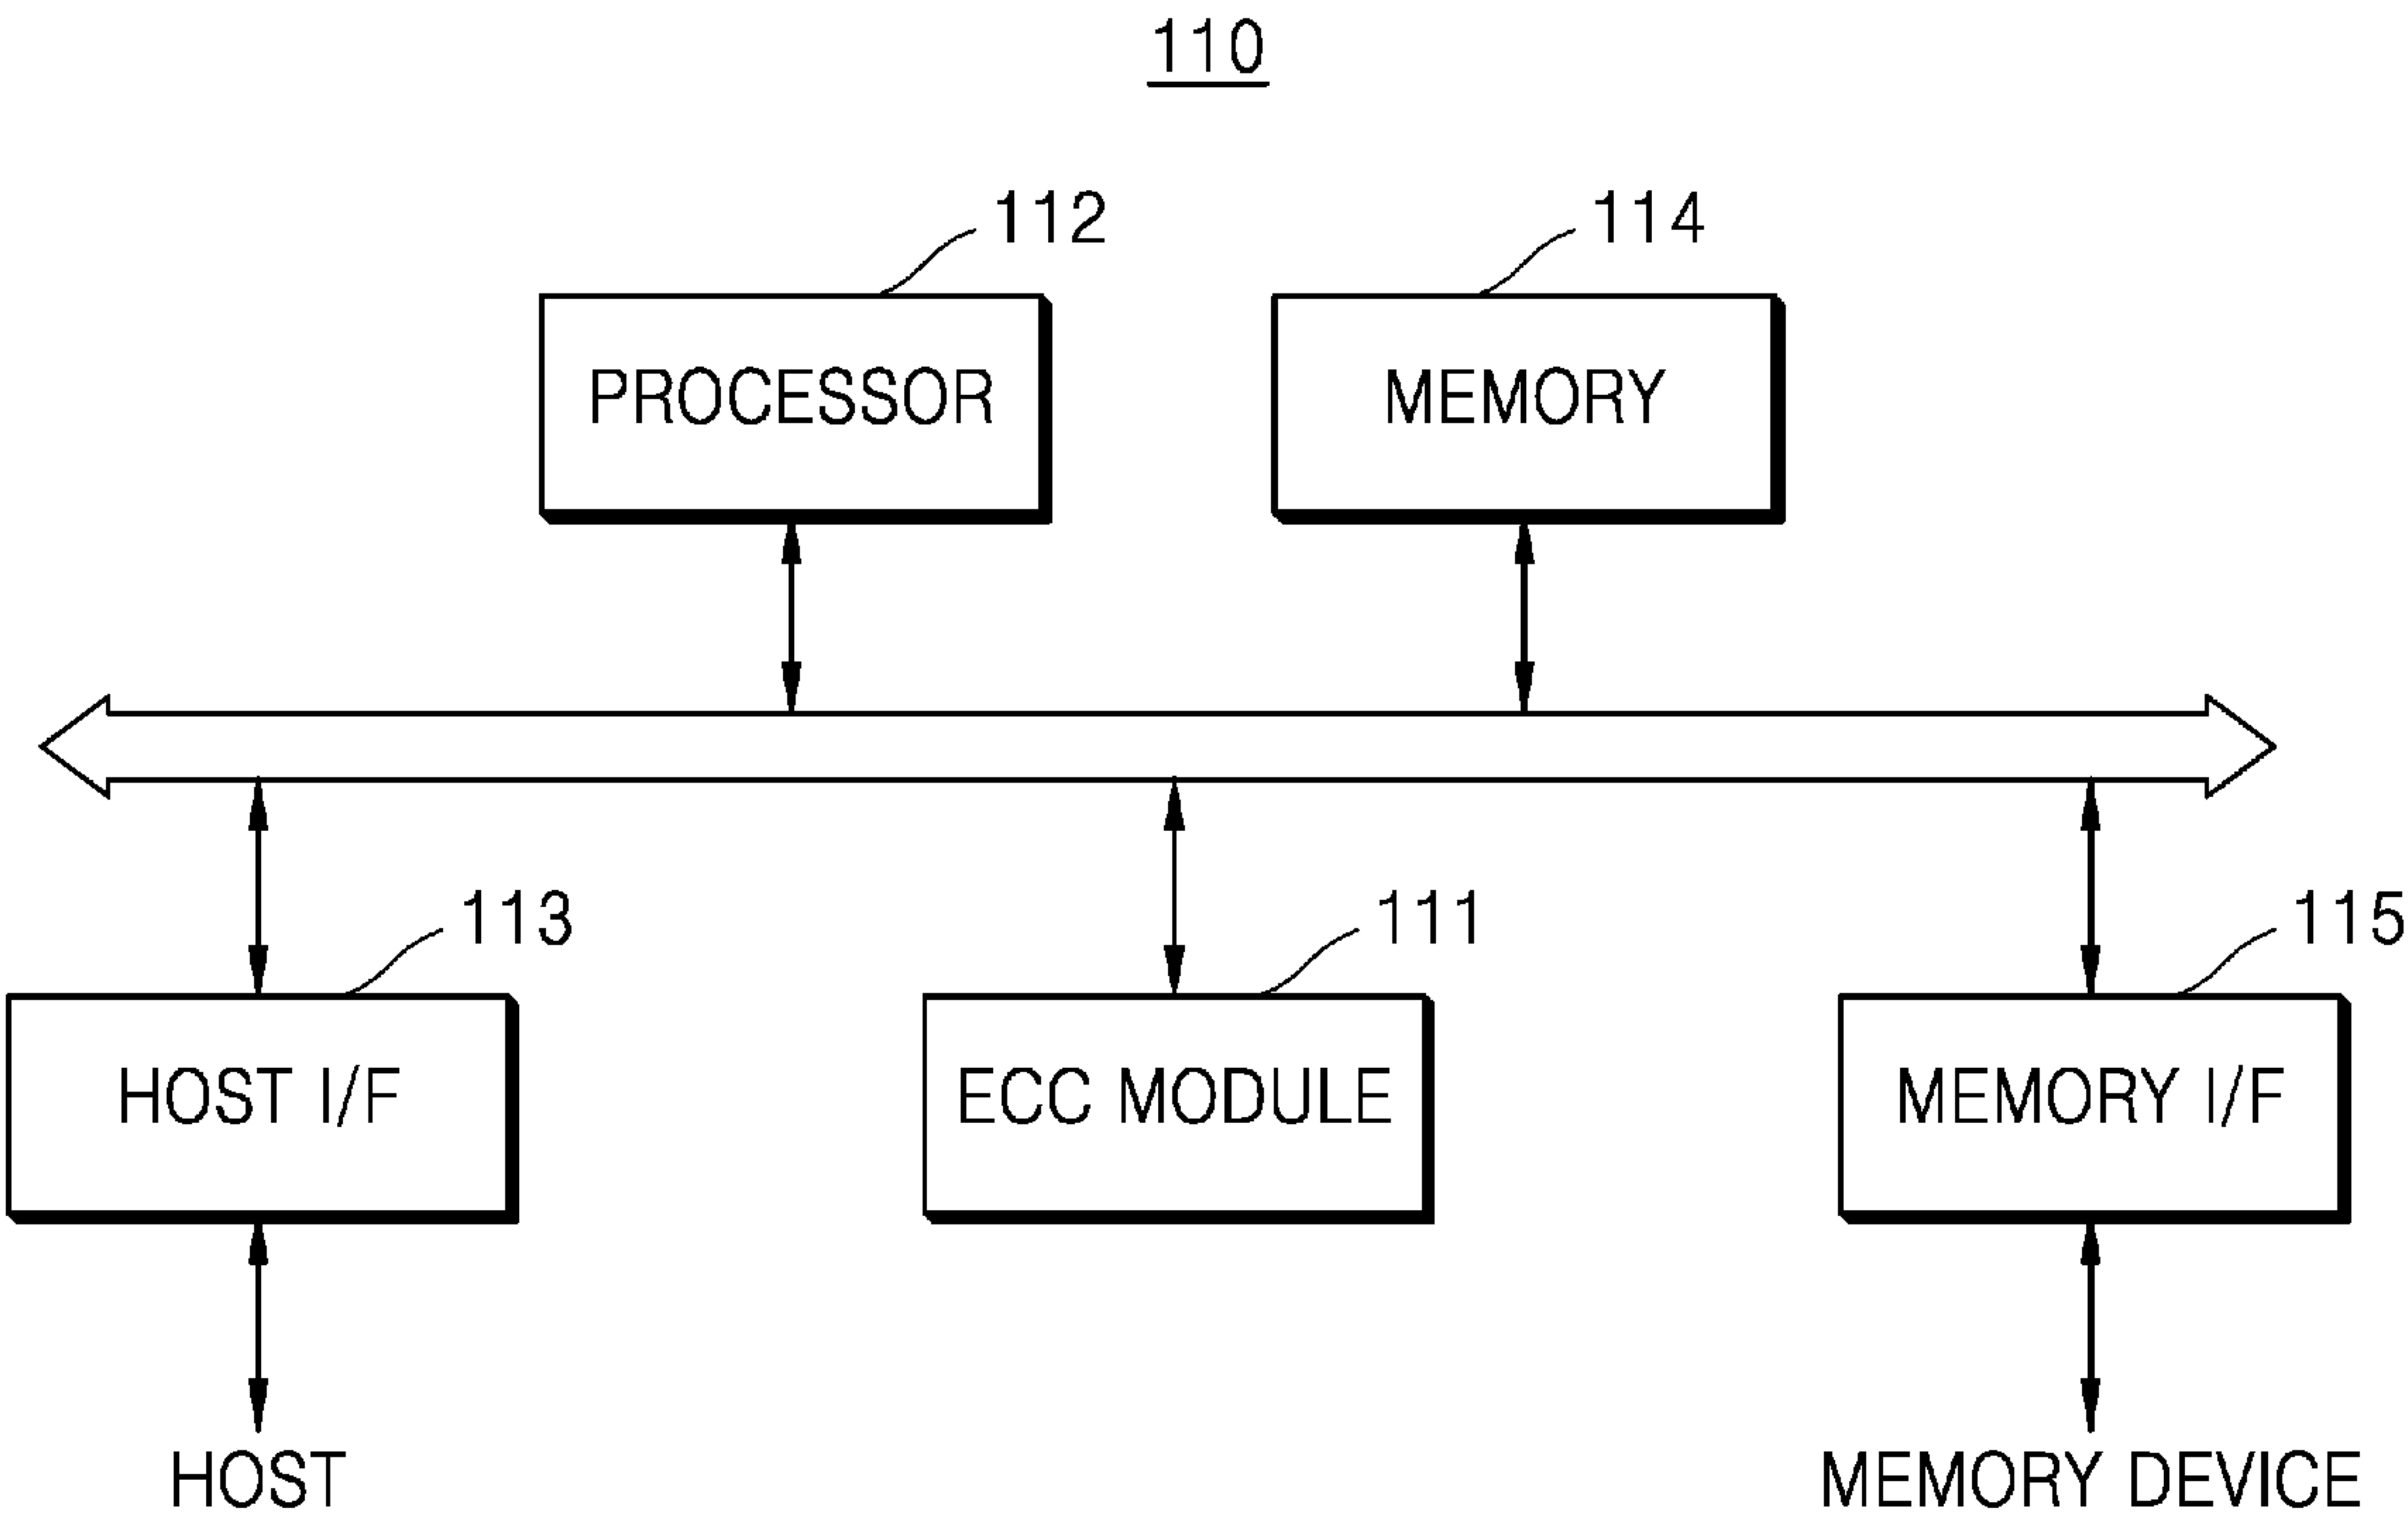 110
112
114
PROCESSOR
MEMORY
113
111
115
HOST I/F
ECC MODULE
MEMORY I/F
HOST
MEMORY DEVICE